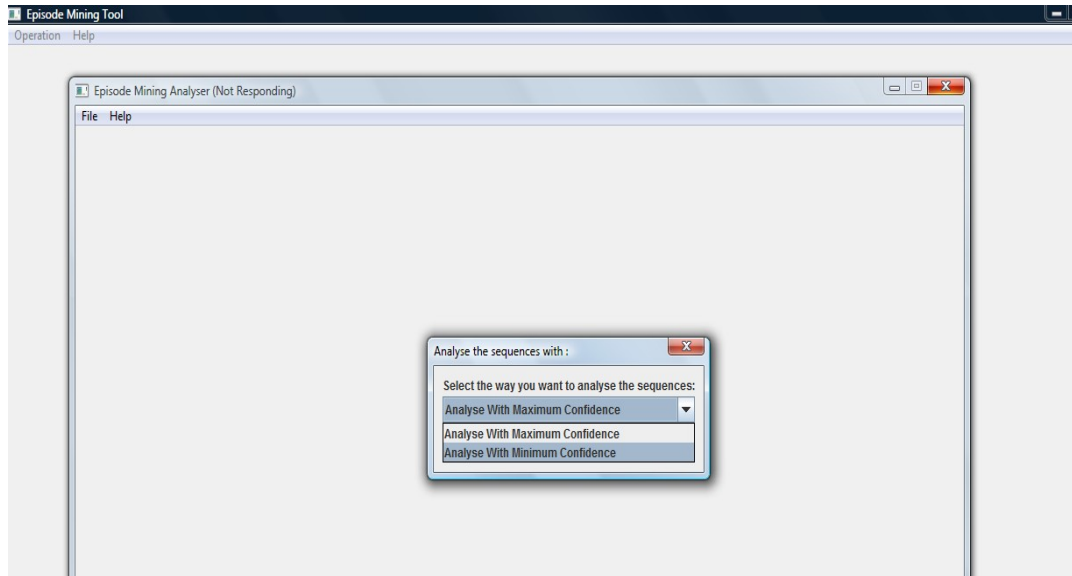 Episode Mining Tool
Operation Help
Episode Mining Analyser (Not Responding)
File Help
Analyse the sequences with :
Select the way you want to analyse the sequences:
Analyse With Maximum Confidence
Analyse With Maximum Confidence
Analyse With Minimum Confidence